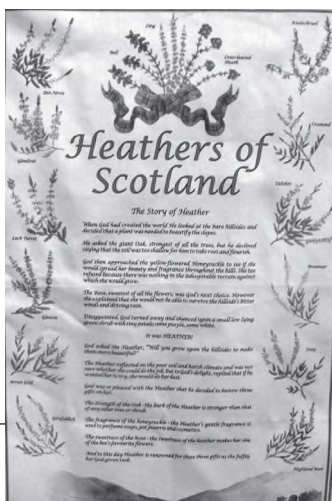 Ling
Bell
Cross-leaved
Heath
Kinlochruel
Ben Nevis
Cramond
Glendoe
Heathers of
Scotland
Tulloher
The Story of Heather
When God had created the world He looked at the bare hillsides and
decided that a plant was needed to beautify the slopes.
He asked the giant Oak, strongest of all the trees, but he declined
saying that the soil was too shallow for him to take root and flourish.
Loch Turret
God then approached the yellow-flowered Honeysuckle to see if she
would spread her beauty and fragrance throughout the hills. She too
refused because there was nothing in the inhospitable terrain against
which she would grow.
Braemar
The Rose, sweetest of all the flowers, was God's next choice. However
she explained that she would not be able to survive the hillside's bitter
winds and driving rain.
Glencoe
Disappointed, God turned away and chanced upon a small low lying
green shrub with tiny petals; some purple, some white.
It was HEATHER!
God asked the Heather, "Will you grow upon the hillsides to make
them more beautiful?"
The Heather reflected on the poor soil and harsh climate and was not
sure whether she could do the job, but to God's delight, replied that if he
wanted her to try, she would do her best.
Arran Gold
God was so pleased with the Heather that he decided to bestow three
gifts on her.
The strength of the Oak - the bark of the Heather is stronger than that
of any other tree or shrub.
Glenfiddich
The fragrance of the honeysuckle - the Heather's gentle fragrance is
used to perfume soaps, pot pourris and cosmetics.
The sweetness of the Rose - the sweetness of the heather makes her one
of the bee's favourite flowers.
And to this day Heather is renowned for these three gifts as she fulfils
her God given task.
Highland Rose